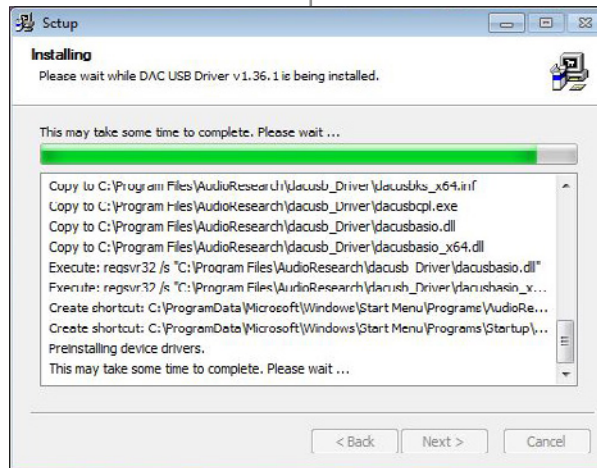 Setup
Installing
Please wait while DAC USB Driver v1.36.1 is being installed.
This may take some time to complete. Please wait ...
Copy to C:\Program Files\AudioResearch\dacusb_Driver\dacusbks_x64.inf
Copy to C:\Program Files\AudioResearch\dacusb_Driver\dacusbcpl.exe
Copy to C:\Program Files\AudioResearch\dacusb_Driver\dacusbasio.dll
Copy to C:\Program Files\AudioResearch\dacusb_Driver\dacusbasio_x64.dll
Execute: regsvr32 /s "C:\Program Files\AudioResearch\dacusb_Driver\dacusbasio.dll"
Execute: regsvr32 /s "C:\Program Files\AudioResearch\dacusb_Driver\dacusbasio_x...
Create shortcut: C:\ProgramData\Microsoft\Windows\Start Menu\Programs\AudioRe...
Create shortcut: C:\ProgramData\Microsoft\Windows\Start Menu\Programs\Startup\...
Preinstalling device drivers.
This may take some time to complete. Please wait ...
< Back Next > Cancel